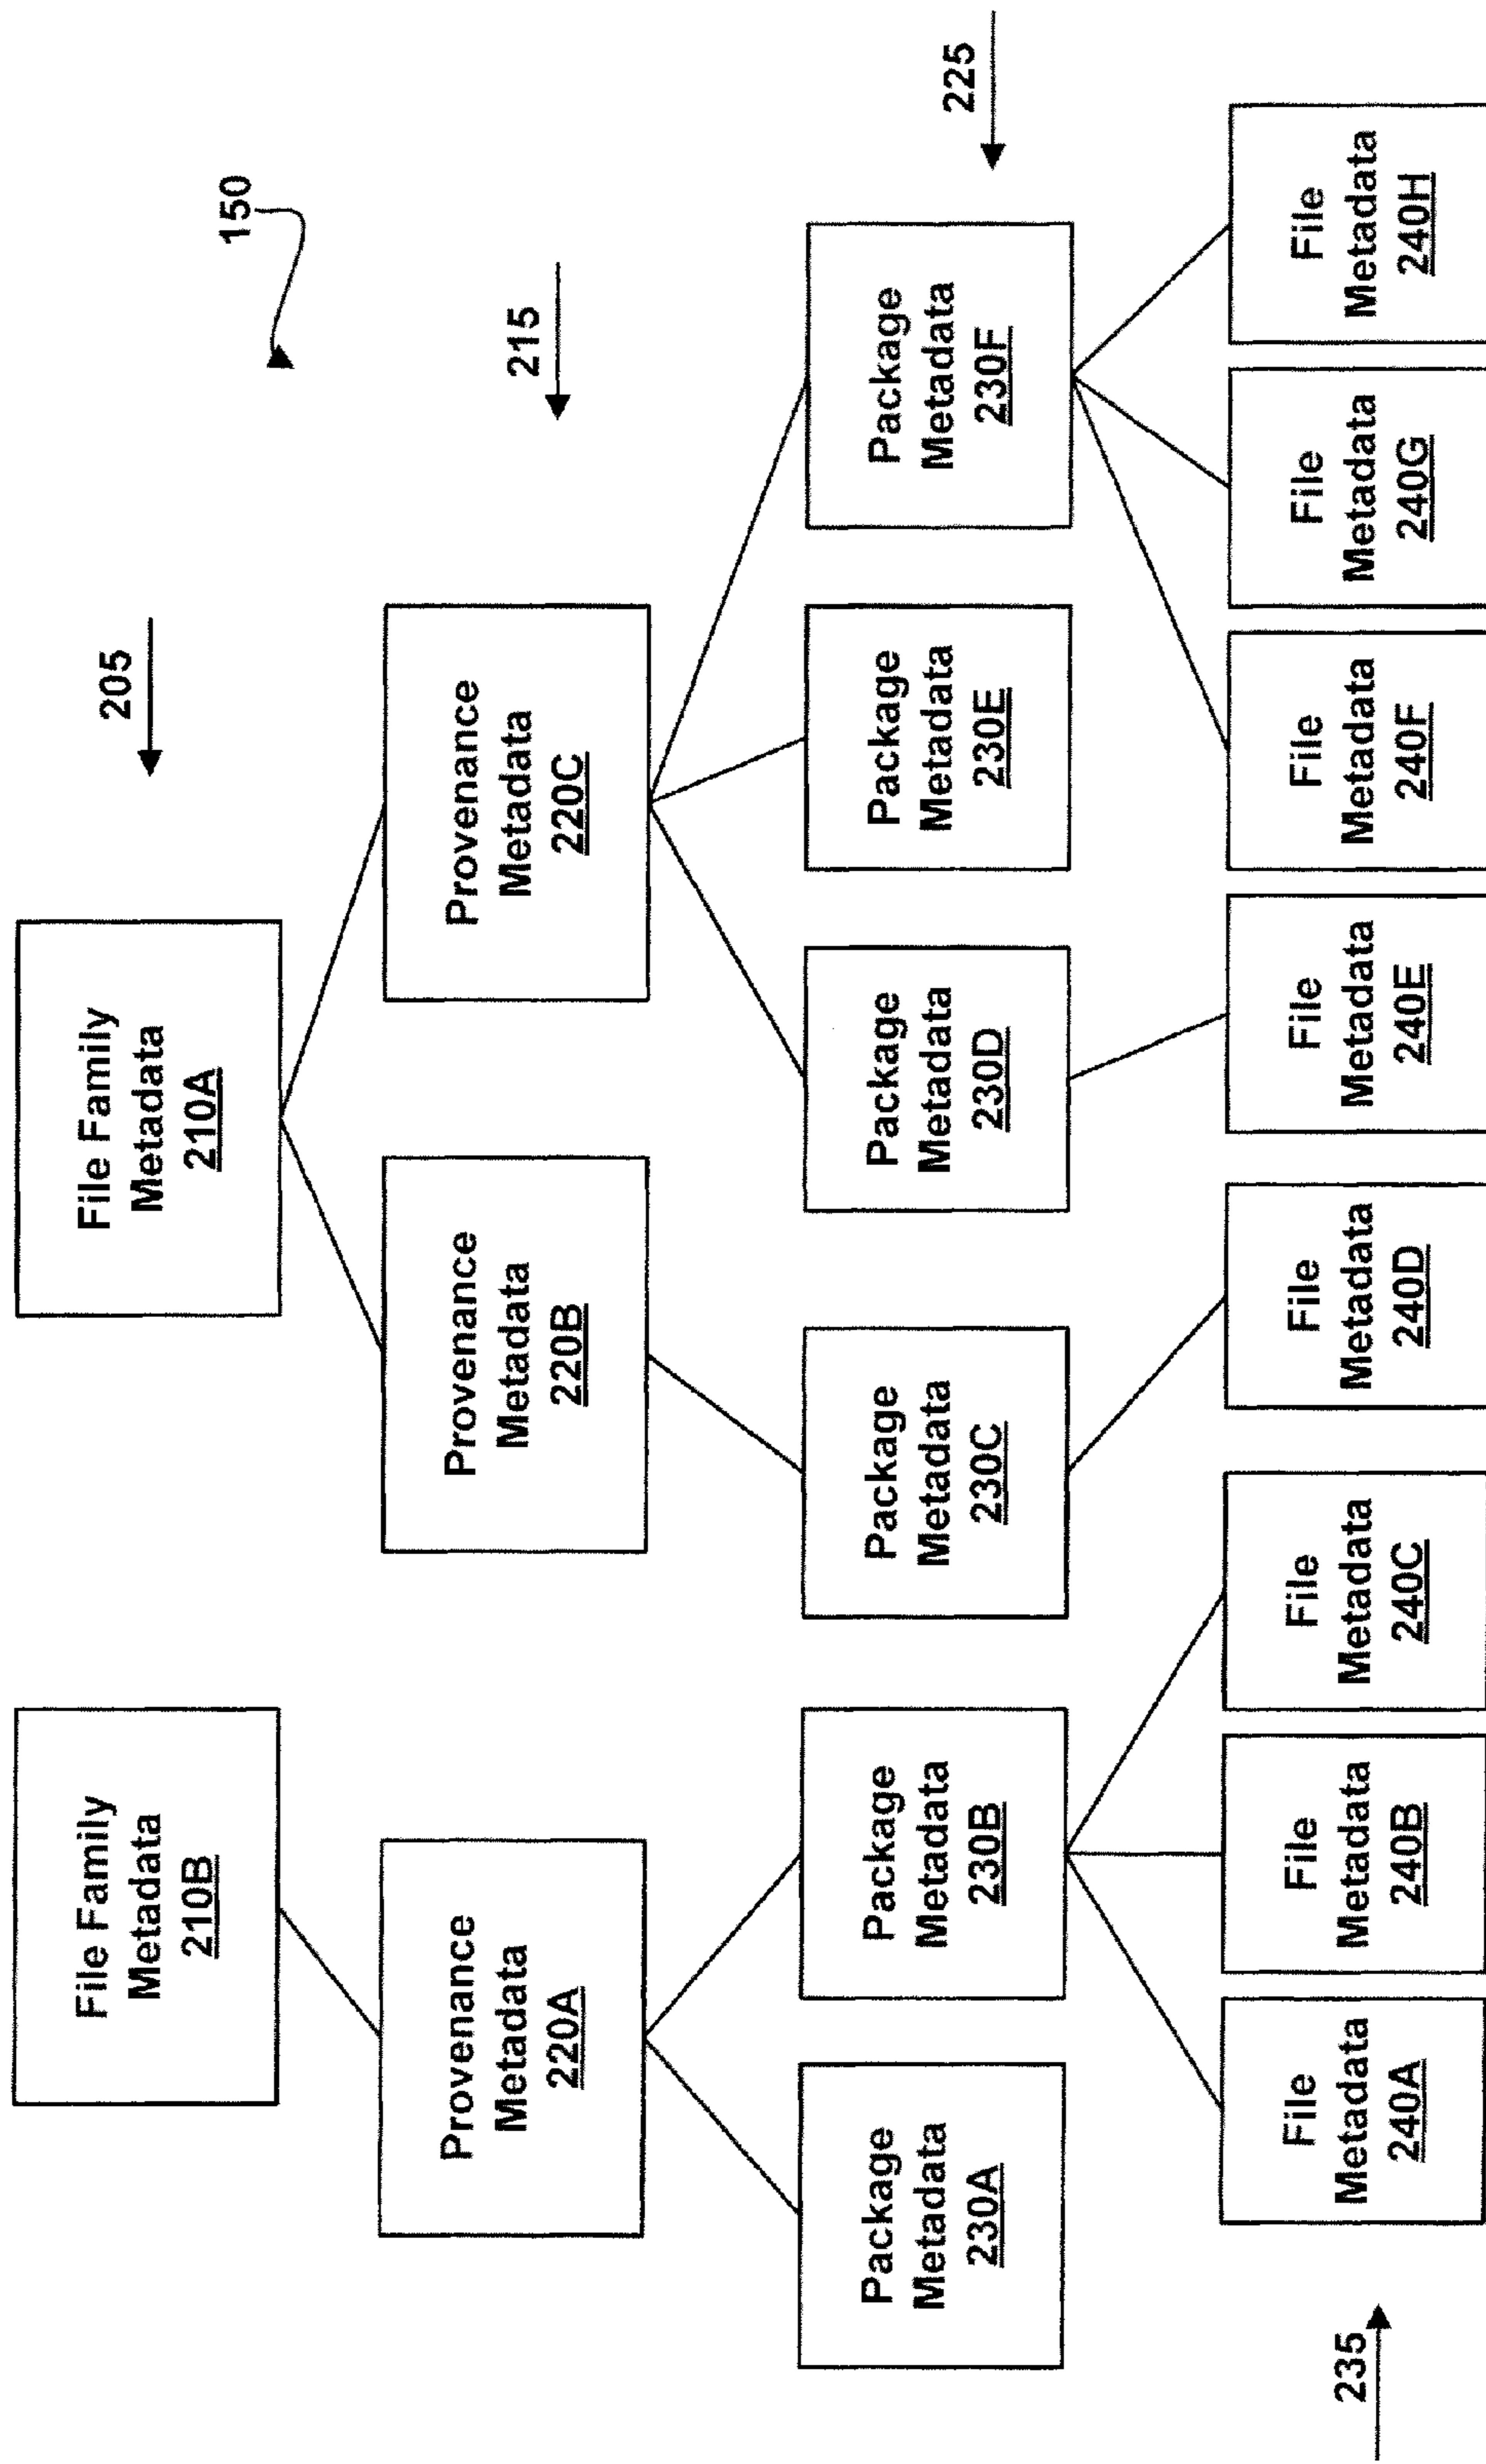 150
205
File Family
Metadata
210B
File Family
Metadata
210A
215
Provenance
Metadata
220A
Provenance
Metadata
220B
Provenance
Metadata
220C
225
Package
Metadata
230A
Package
Metadata
230B
Package
Metadata
230C
Package
Metadata
230D
Package
Metadata
230E
Package
Metadata
230F
235
File
Metadata
240A
File
Metadata
240B
File
Metadata
240C
File
Metadata
240D
File
Metadata
240E
File
Metadata
240F
File
Metadata
240G
File
Metadata
240H